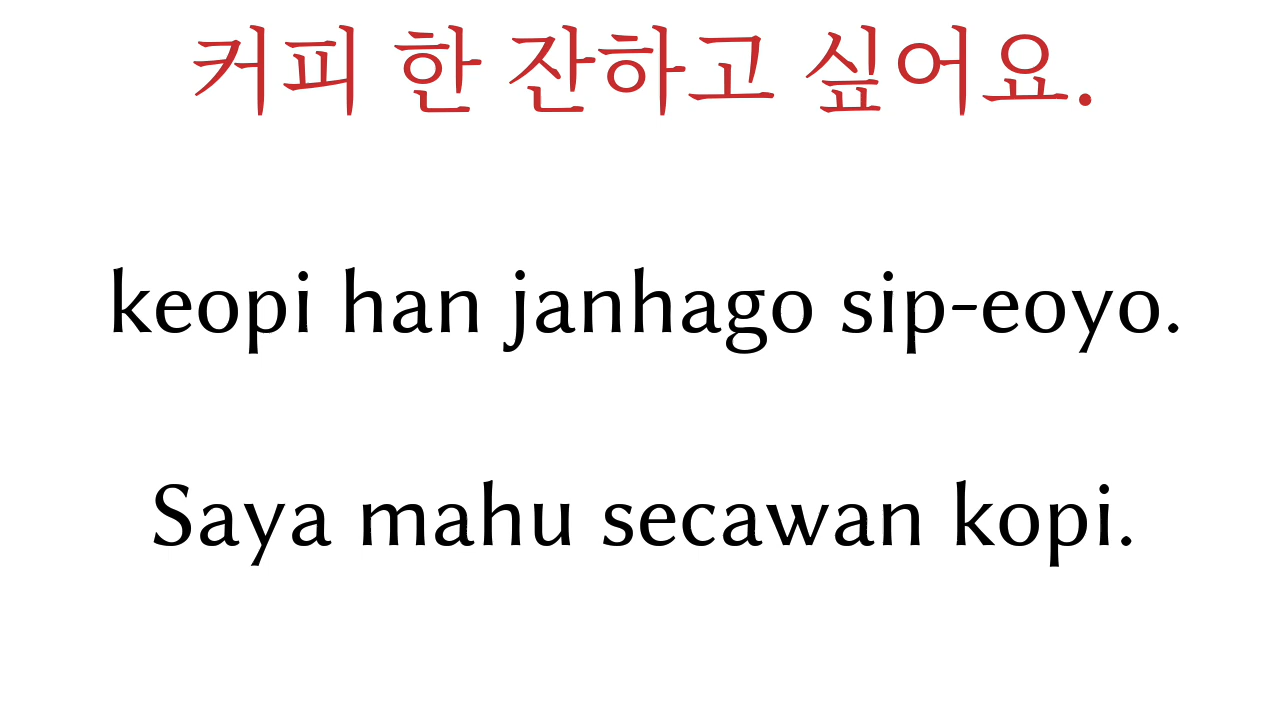 커피 한 잔하고 싶어요.
keopi han janhago sip-eoyo.
Saya mahu secawan kopi.